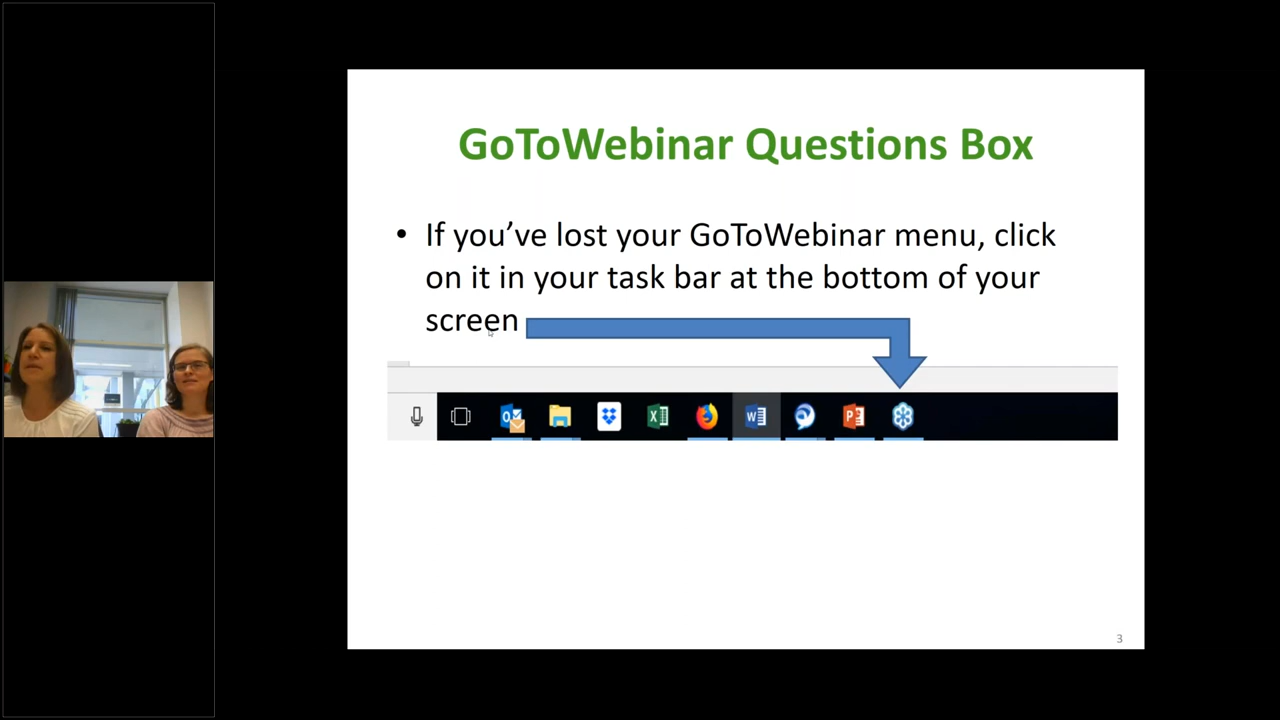 GoToWebinar Questions Box
• If you’ve lost your GoToWebinar menu, click
on it in your task bar at the bottom of your
screen
3